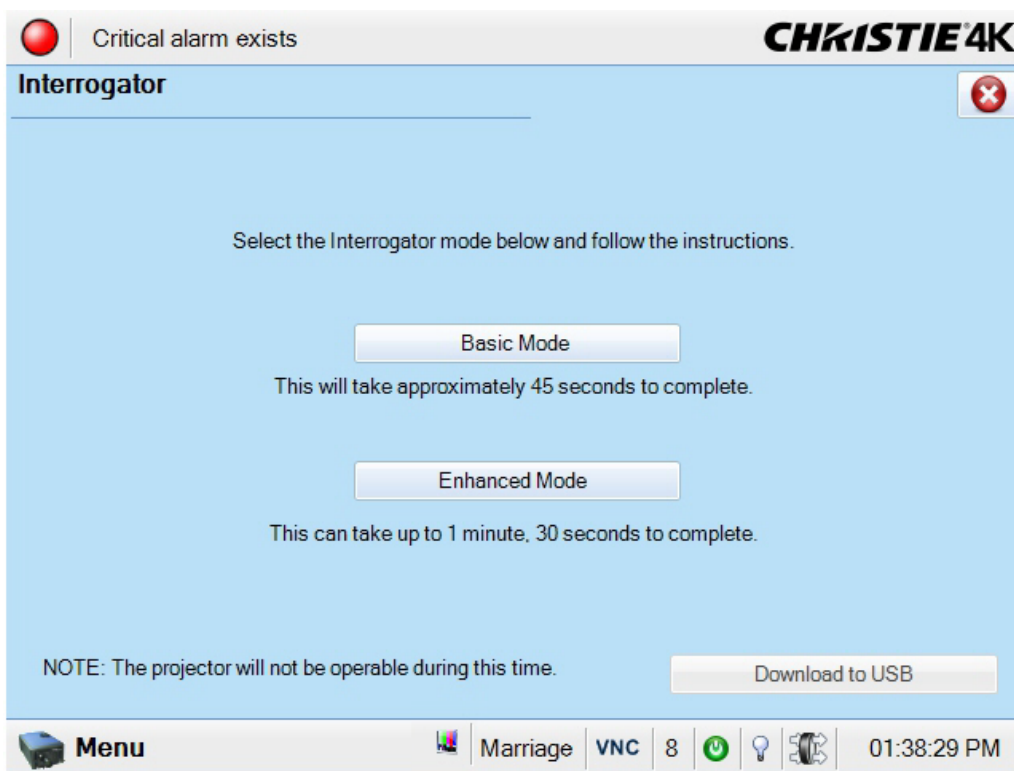 Critical alarm exists
CHRISTIE 4K
Interrogator
Select the Interrogator mode below and follow the instructions.
Basic Mode
This will take approximately 45 seconds to complete.
Enhanced Mode
This can take up to 1 minute, 30 seconds to complete.
NOTE: The projector will not be operable during this time.
Download to USB
Menu
Marriage
VNC
8
01:38:29 PM